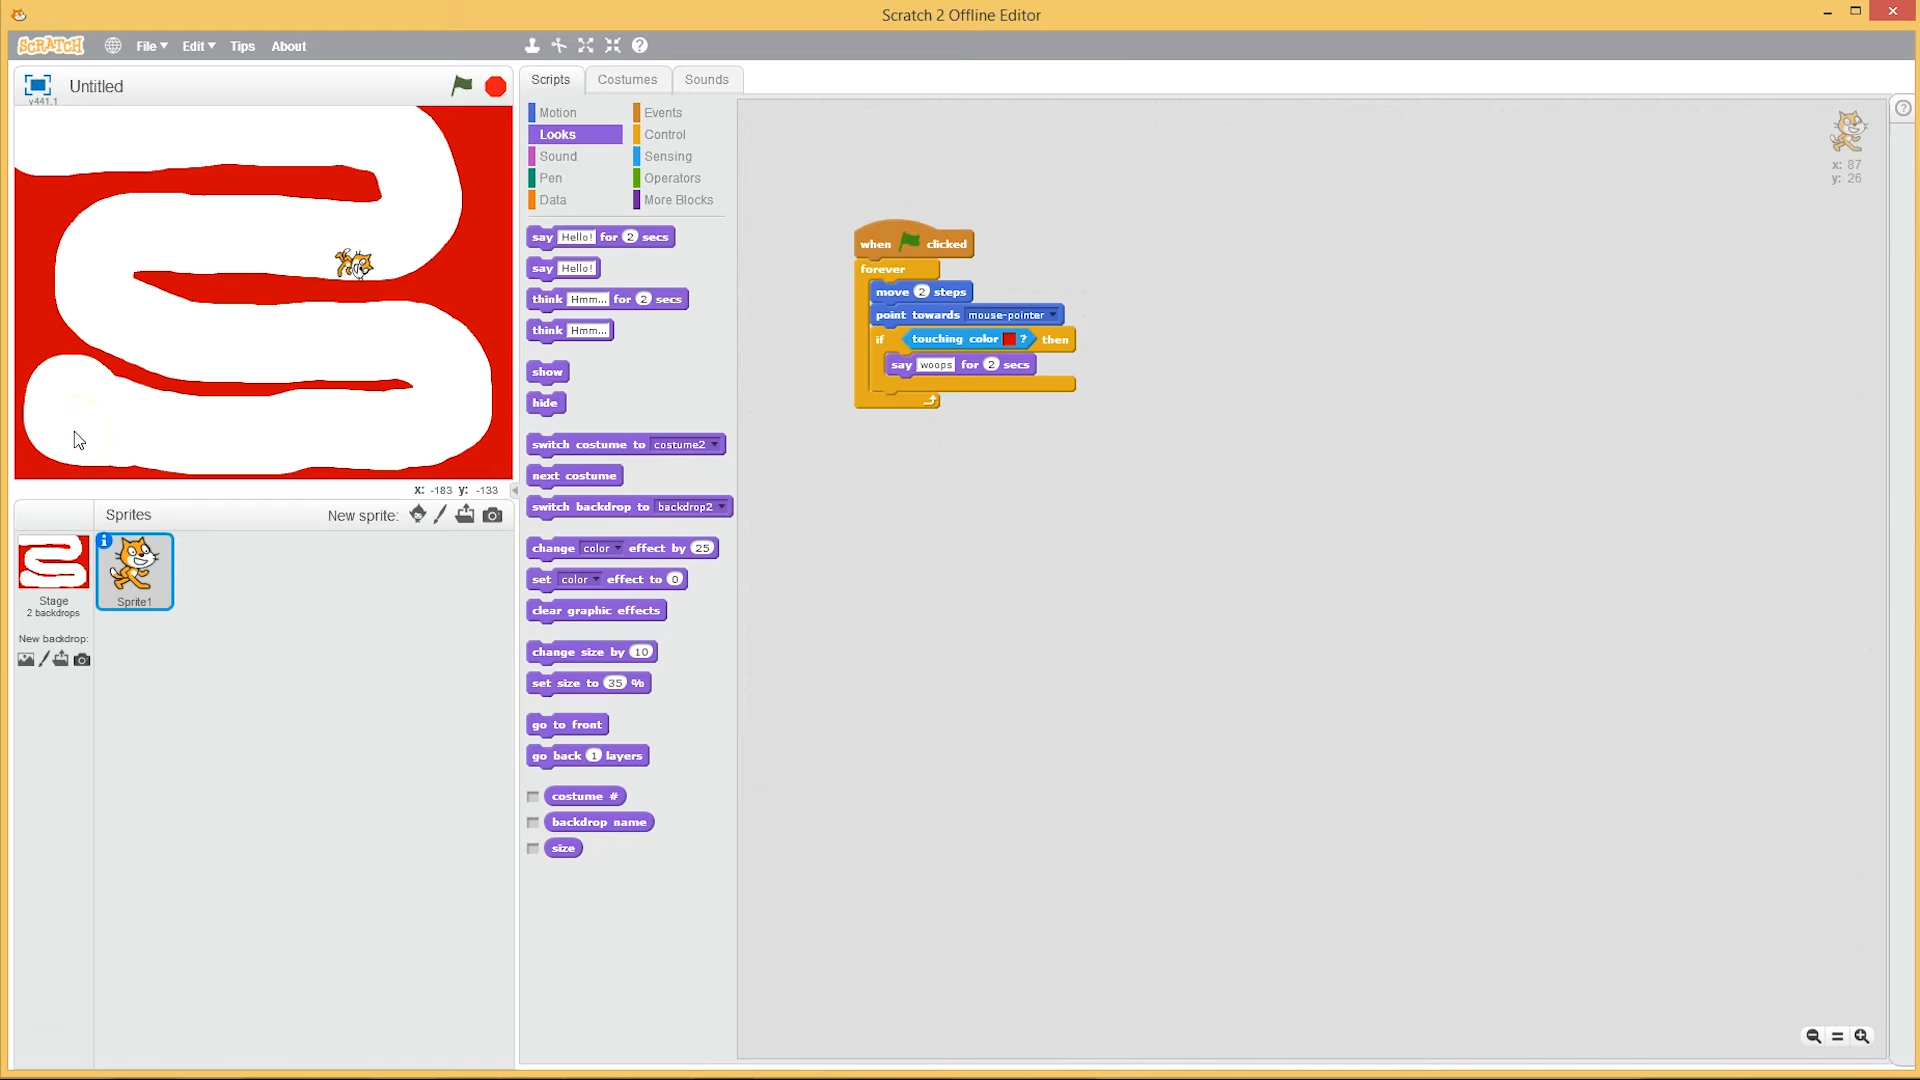 Scratch 2 Offline Editor
SCRATCH File Edit Tips About
Untitled
v441.1
Scripts Costumes Sounds
Motion Events
Looks Control
Sound Sensing
Pen Operators
Data More Blocks
say Hello! for 2 secs
say Hello!
think Hmm... for 2 secs
think Hmm...
show
hide
switch costume to costume2
next costume
switch backdrop to backdrop2
change color effect by 25
set color effect to 0
clear graphic effects
change size by 10
set size to 35 %
go to front
go back 1 layers
costume #
backdrop name
size
when clicked
forever
move 2 steps
point towards mouse-pointer
if touching color ? then
say woops for 2 secs
x: 87
y: 26
x: -183 y: -133
Sprites New sprite:
Stage
2 backdrops
Sprite1
New backdrop: